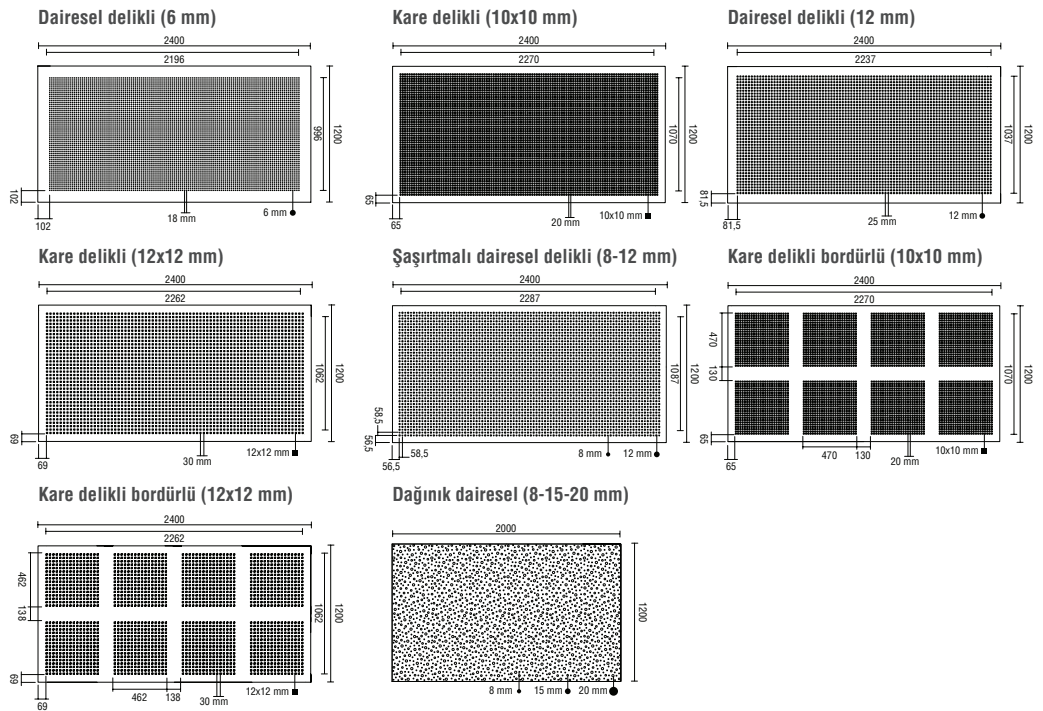 Dairesel delikli (6 mm)
2400
2196
996
1200
102
102
18 mm
6 mm
Kare delikli (10x10 mm)
2400
2270
1070
1200
65
65
20 mm
10x10 mm
Dairesel delikli (12 mm)
2400
2237
1037
1200
81,5
81,5
25 mm
12 mm
Kare delikli (12x12 mm)
2400
2262
1062
1200
69
69
30 mm
12x12 mm
Şaşırtmalı dairesel delikli (8-12 mm)
2400
2287
1087
1200
58,5
56,5
58,5
56,5
8 mm
12 mm
Kare delikli bordürlü (10x10 mm)
2400
2270
470
130
1070
1200
65
65
470
130
20 mm
10x10 mm
Kare delikli bordürlü (12x12 mm)
2400
2262
462
138
1062
1200
69
69
462
138
30 mm
12x12 mm
Dağınık dairesel (8-15-20 mm)
2000
1200
8 mm
15 mm
20 mm